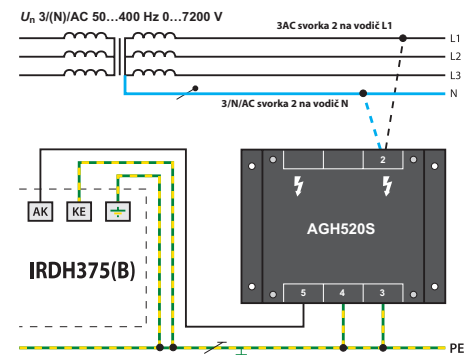 Un 3/(N)/AC 50…400 Hz 0…7200 V
3AC svorka 2 na vodič L1
L1
L2
L3
N
3/N/AC svorka 2 na vodič N
2
AGH520S
AK
KE
IRDH375(B)
5
4
3
PE